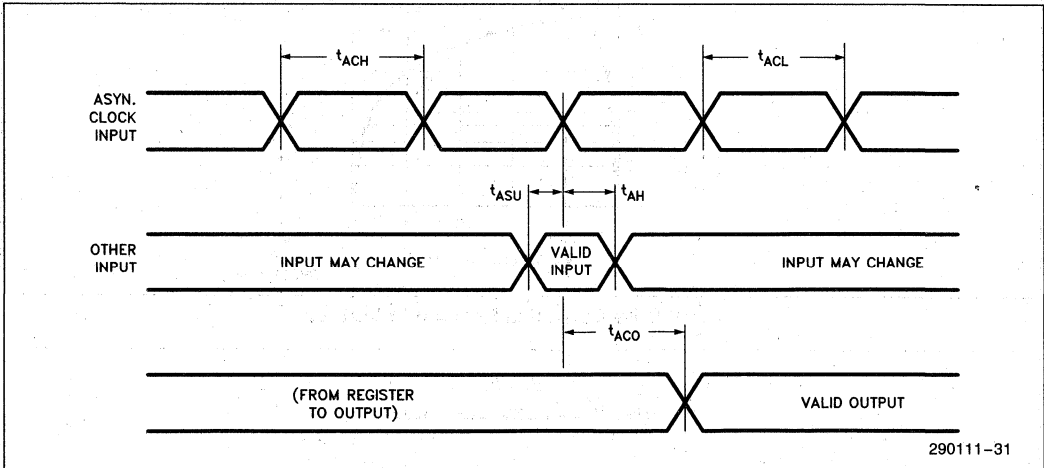 tACH
tACL
ASYN.
CLOCK
INPUT
tASU
tAH
OTHER
INPUT
INPUT MAY CHANGE
VALID
INPUT
INPUT MAY CHANGE
tACO
(FROM REGISTER
TO OUTPUT)
VALID OUTPUT
290111-31